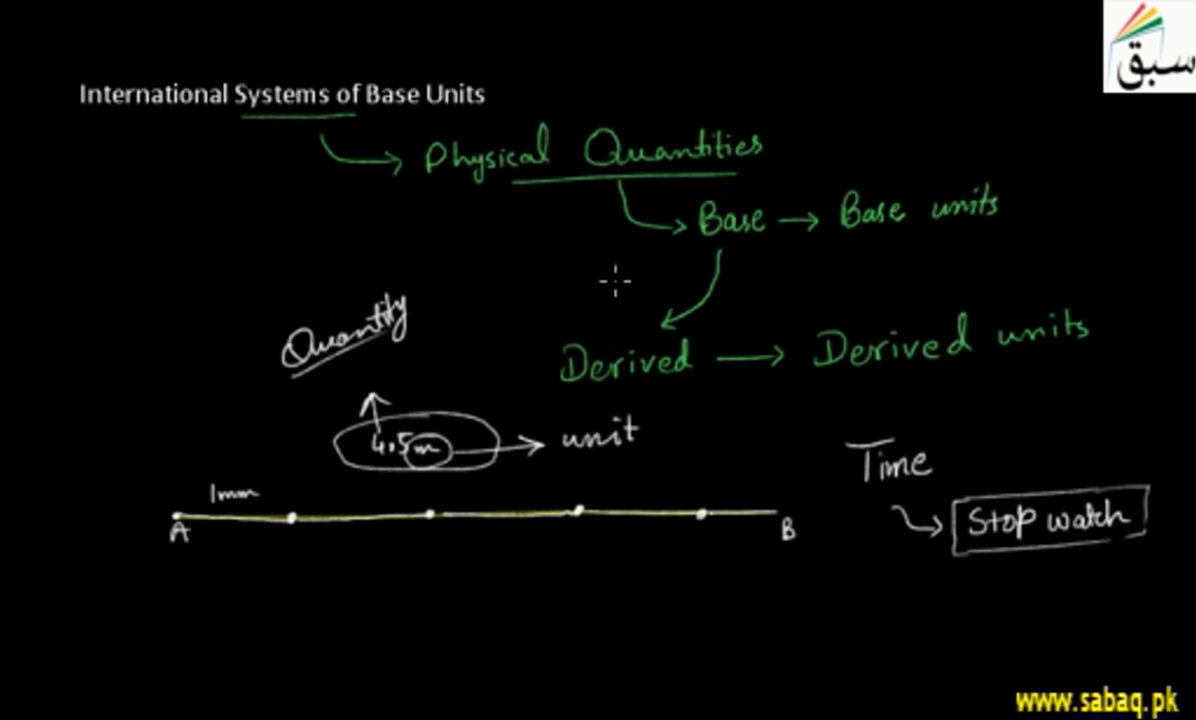 سبق
International Systems of Base Units
Physical Quantities
Base → Base units
Quantity
Derived → Derived units
4.5m → unit
Time
1mm
Stop watch
A
B
www.sabaq.pk